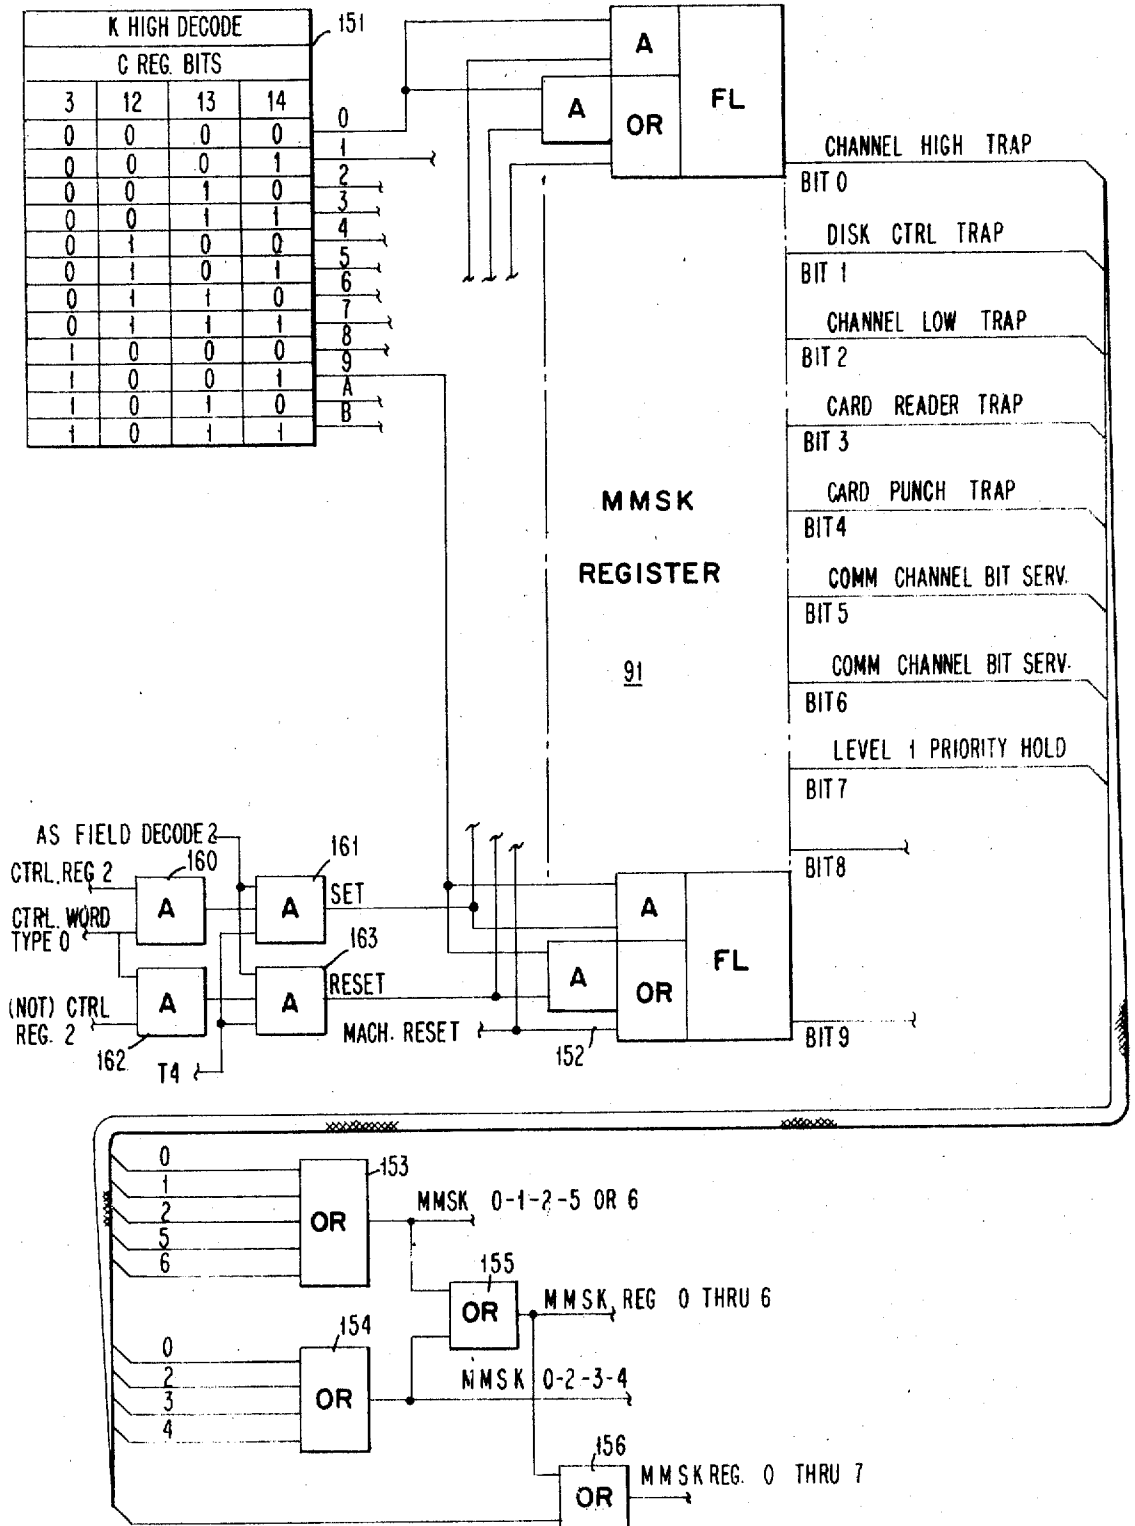 K HIGH DECODE
151
C REG. BITS
3 12 13 14
0 0 0 0 0
0 0 0 1 1
0 0 1 0 2
0 0 1 1 3
0 1 0 0 4
0 1 0 1 5
0 1 1 0 6
0 1 1 1 7
1 0 0 0 8
1 0 0 1 9
1 0 1 0 A
1 0 1 1 B
A
A
OR
FL
CHANNEL HIGH TRAP
BIT 0
DISK CTRL TRAP
BIT 1
CHANNEL LOW TRAP
BIT 2
CARD READER TRAP
BIT 3
CARD PUNCH TRAP
BIT 4
COMM CHANNEL BIT SERV.
BIT 5
COMM CHANNEL BIT SERV.
BIT 6
LEVEL 1 PRIORITY HOLD
BIT 7
BIT 8
BIT 9
MMSK
REGISTER
91
AS FIELD DECODE 2
CTRL. REG 2
160
A
161
A
SET
CTRL. WORD
TYPE 0
163
A
A
RESET
(NOT) CTRL
REG. 2
162
T4
MACH. RESET
152
A
A
OR
FL
0
1
2
5
6
153
OR
MMSK 0-1-2-5 OR 6
155
OR
MMSK REG 0 THRU 6
0
2
3
4
154
OR
MMSK 0-2-3-4
156
OR
MMSK REG. 0 THRU 7